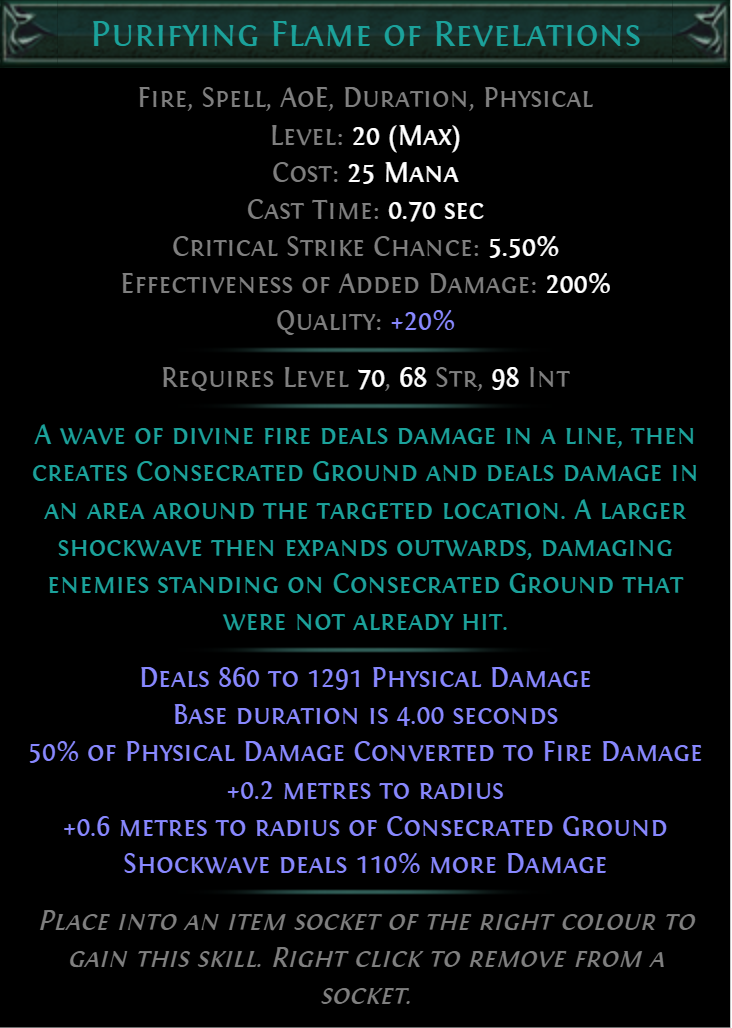 Purifying Flame of Revelations
Fire, Spell, AoE, Duration, Physical
Level: 20 (Max)
Cost: 25 Mana
Cast Time: 0.70 sec
Critical Strike Chance: 5.50%
Effectiveness of Added Damage: 200%
Quality: +20%
Requires Level 70, 68 Str, 98 Int
A wave of divine fire deals damage in a line, then
creates Consecrated Ground and deals damage in
an area around the targeted location. A larger
shockwave then expands outwards, damaging
enemies standing on Consecrated Ground that
were not already hit.
Deals 860 to 1291 Physical Damage
Base duration is 4.00 seconds
50% of Physical Damage Converted to Fire Damage
+0.2 metres to radius
+0.6 metres to radius of Consecrated Ground
Shockwave deals 110% more Damage
Place into an item socket of the right colour to
gain this skill. Right click to remove from a
socket.